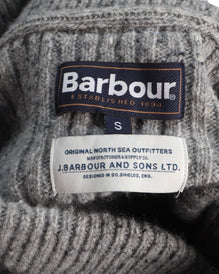 Barbour
ESTABLISHED 1894
S
ORIGINAL NORTH SEA OUTFITTERS
MANUFACTURER & SUPPLY CO.
J.BARBOUR AND SONS LTD.
DESIGNED IN SO. SHIELDS, ENG.